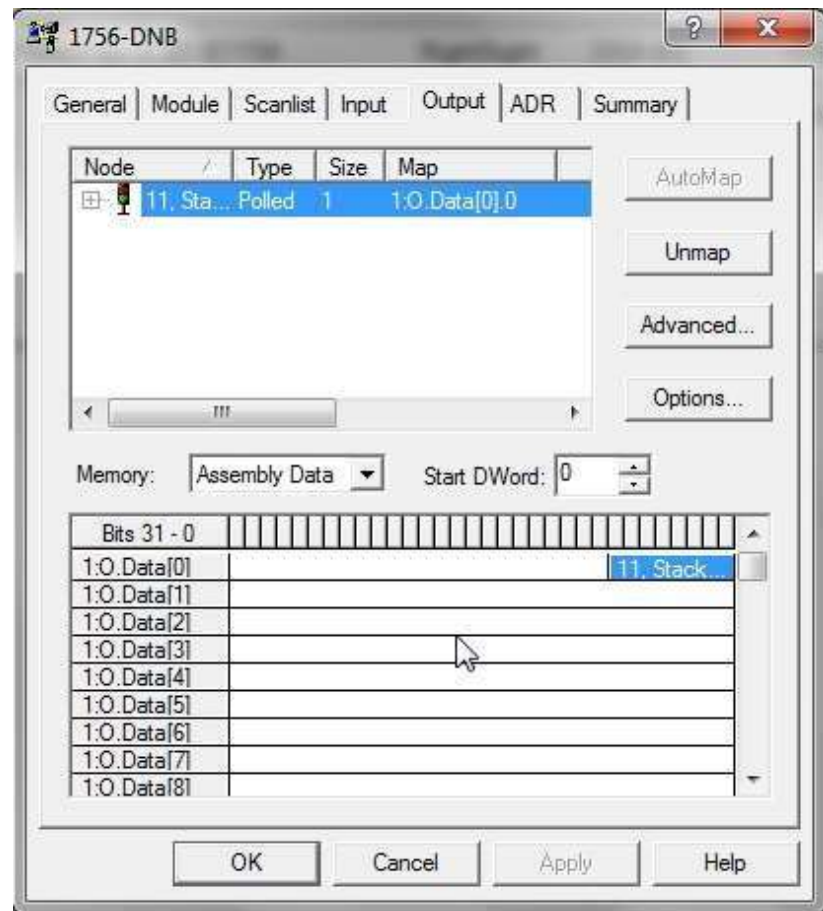 1756-DNB
General Module Scanlist Input Output ADR Summary
Node Type Size Map
11, Sta... Polled 1 1:O.Data[0].0
AutoMap
Unmap
Advanced...
Options...
Memory: Assembly Data Start DWord: 0
Bits 31 - 0
1:O.Data[0] 11, Stack...
1:O.Data[1]
1:O.Data[2]
1:O.Data[3]
1:O.Data[4]
1:O.Data[5]
1:O.Data[6]
1:O.Data[7]
1:O.Data[8]
OK Cancel Apply Help